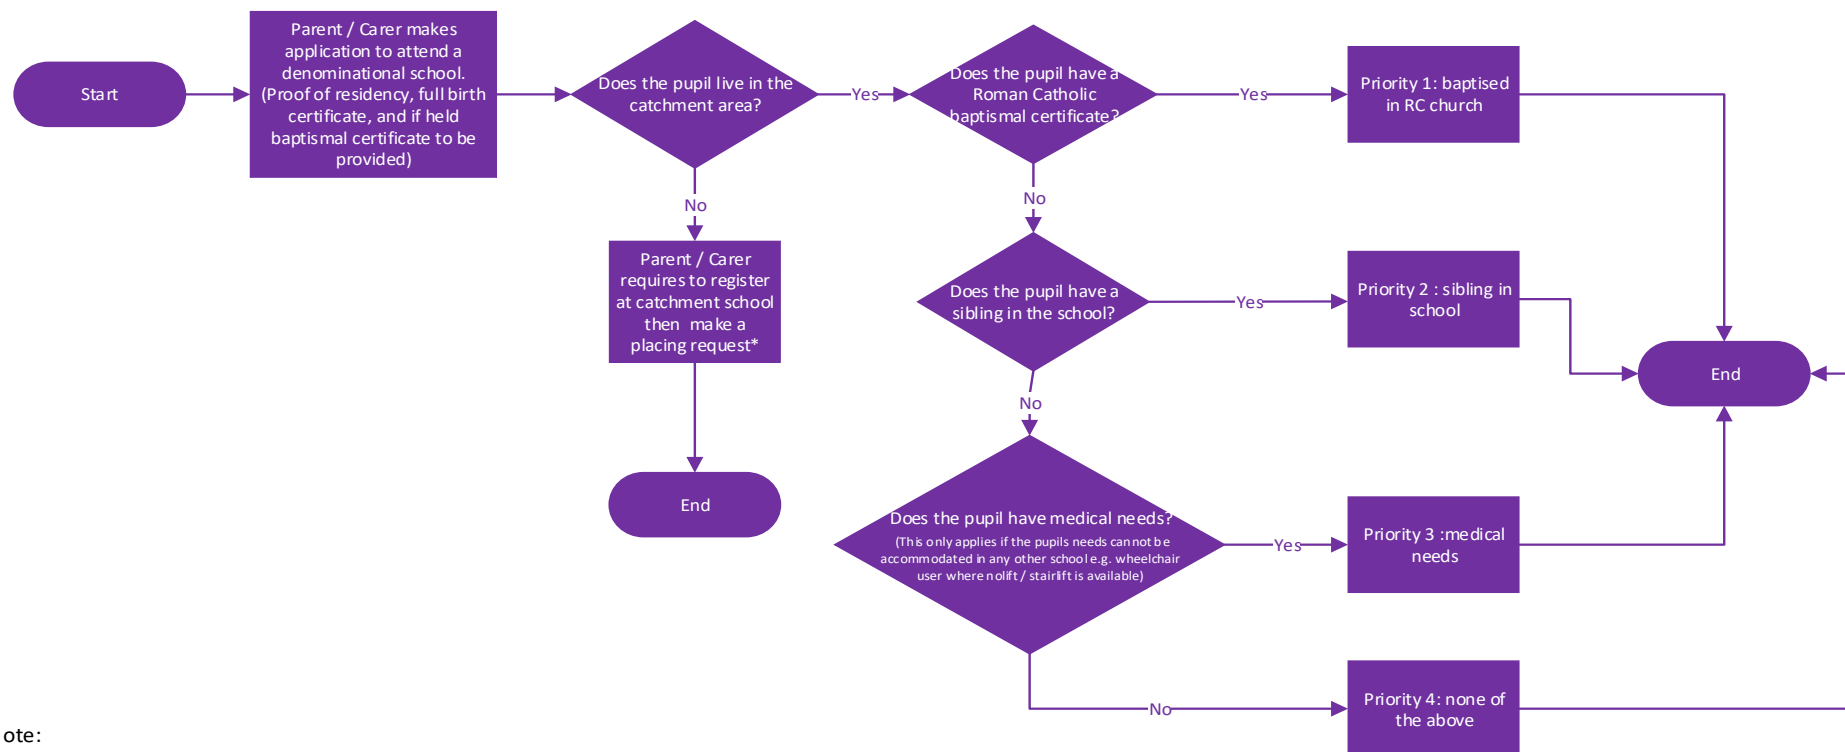 Start
Parent / Carer makes
application to attend a
denominational school.
(Proof of residency, full birth
certificate, and if held
baptismal certificate to be
provided)
Does the pupil live in the
catchment area?
Yes
Does the pupil have a
Roman Catholic
baptismal certificate?
Yes
Priority 1: baptised
in RC church
No
No
Parent / Carer
requires to register
at catchment school
then make a
placing request*
Does the pupil have a
sibling in the school?
Yes
Priority 2 : sibling in
school
End
No
End
Does the pupil have medical needs?
(This only applies if the pupils needs cannot be
accommodated in any other school e.g. wheelchair
user where no lift / stairlift is available)
Yes
Priority 3 :medical
needs
No
Priority 4: none of
the above
ote: